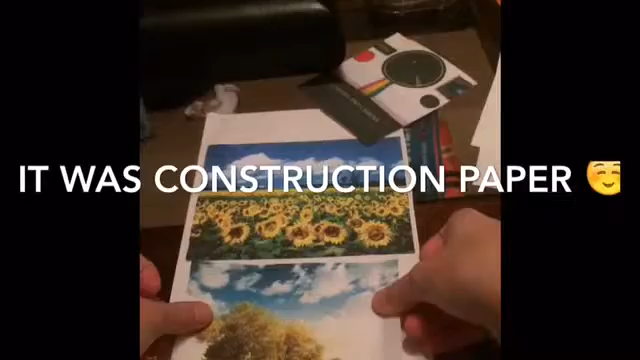 IT WAS CONSTRUCTION PAPER ☺️